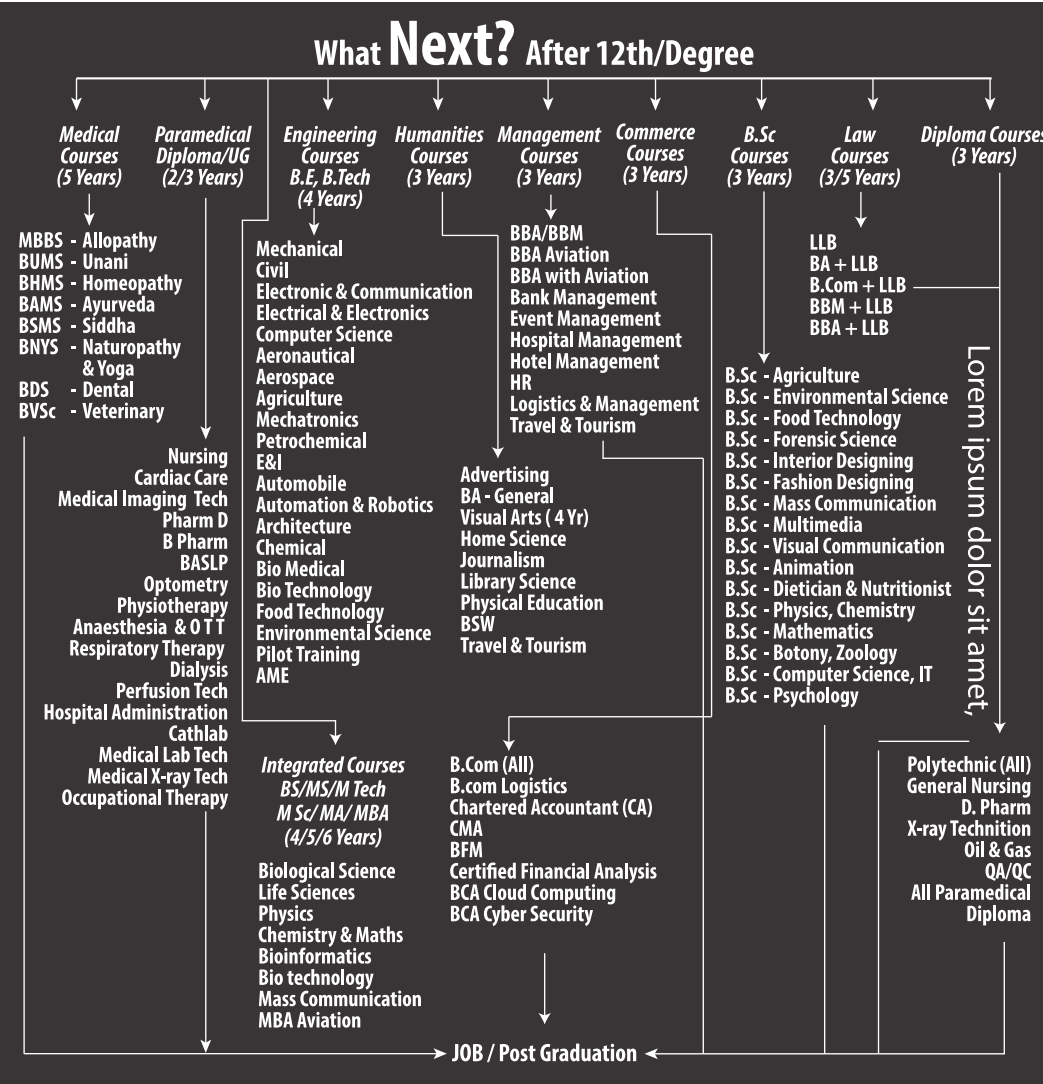 What Next? After 12th/Degree
Medical
Courses
(5 Years)
Paramedical
Diploma/UG
(2/3 Years)
Engineering
Courses
B.E, B.Tech
(4 Years)
Humanities
Courses
(3 Years)
Management
Courses
(3 Years)
Commerce
Courses
(3 Years)
B.Sc
Courses
(3 Years)
Law
Courses
(3/5 Years)
Diploma Courses
(3 Years)
MBBS - Allopathy
BUMS - Unani
BHMS - Homeopathy
BAMS - Ayurveda
BSMS - Siddha
BNYS - Naturopathy
& Yoga
BDS - Dental
BVSc - Veterinary
Nursing
Cardiac Care
Medical Imaging Tech
Pharm D
B Pharm
BASLP
Optometry
Physiotherapy
Anaesthesia & O T T
Respiratory Therapy
Dialysis
Perfusion Tech
Hospital Administration
Cathlab
Medical Lab Tech
Medical X-ray Tech
Occupational Therapy
Mechanical
Civil
Electronic & Communication
Electrical & Electronics
Computer Science
Aeronautical
Aerospace
Agriculture
Mechatronics
Petrochemical
E&I
Automobile
Automation & Robotics
Architecture
Chemical
Bio Medical
Bio Technology
Food Technology
Environmental Science
Pilot Training
AME
Integrated Courses
BS/MS/M Tech
M Sc/ MA/ MBA
(4/5/6 Years)
Biological Science
Life Sciences
Physics
Chemistry & Maths
Bioinformatics
Bio technology
Mass Communication
MBA Aviation
Advertising
BA - General
Visual Arts ( 4 Yr)
Home Science
Journalism
Library Science
Physical Education
BSW
Travel & Tourism
BBA/BBM
BBA Aviation
BBA with Aviation
Bank Management
Event Management
Hospital Management
Hotel Management
HR
Logistics & Management
Travel & Tourism
B.Com (All)
B.com Logistics
Chartered Accountant (CA)
CMA
BFM
Certified Financial Analysis
BCA Cloud Computing
BCA Cyber Security
B.Sc - Agriculture
B.Sc - Environmental Science
B.Sc - Food Technology
B.Sc - Forensic Science
B.Sc - Interior Designing
B.Sc - Fashion Designing
B.Sc - Mass Communication
B.Sc - Multimedia
B.Sc - Visual Communication
B.Sc - Animation
B.Sc - Dietician & Nutritionist
B.Sc - Physics, Chemistry
B.Sc - Mathematics
B.Sc - Botony, Zoology
B.Sc - Computer Science, IT
B.Sc - Psychology
LLB
BA + LLB
B.Com + LLB
BBM + LLB
BBA + LLB
Lorem ipsum dolor sit amet,
Polytechnic (All)
General Nursing
D. Pharm
X-ray Technition
Oil & Gas
QA/QC
All Paramedical
Diploma
JOB / Post Graduation